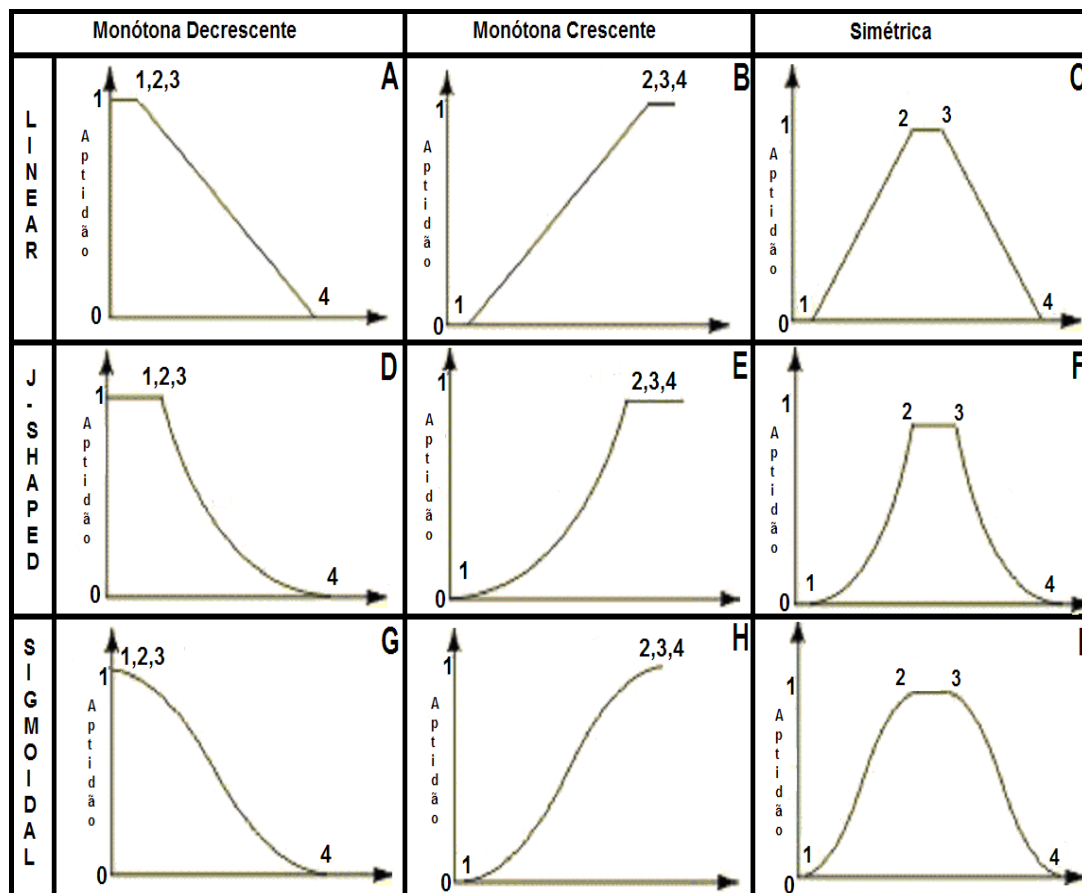 Monótona Decrescente
Monótona Crescente
Simétrica
LINEAR
A
1,2,3
1
Aptidão
0
4
B
2,3,4
1
Aptidão
0
1
C
2 3
1
Aptidão
0
1
4
J-SHAPED
D
1,2,3
1
Aptidão
0
4
E
2,3,4
1
Aptidão
0
1
F
2 3
1
Aptidão
0
1
4
SIGMOIDAL
G
1,2,3
1
Aptidão
0
4
H
2,3,4
1
Aptidão
0
1
I
2 3
1
Aptidão
0
1
4